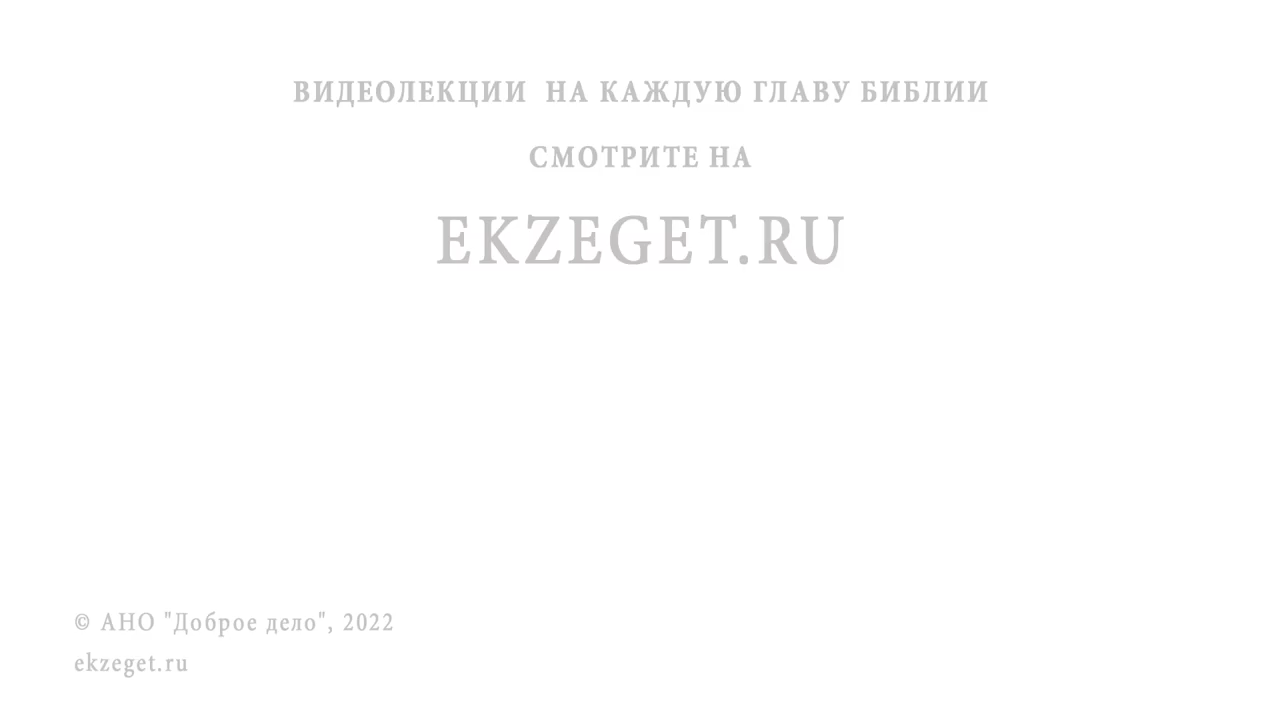 ВИДЕОЛЕКЦИИ НА КАЖДУЮ ГЛАВУ БИБЛИИ
СМОТРИТЕ НА
EKZEGET.RU
© АНО "Доброе дело", 2022
ekzeget.ru